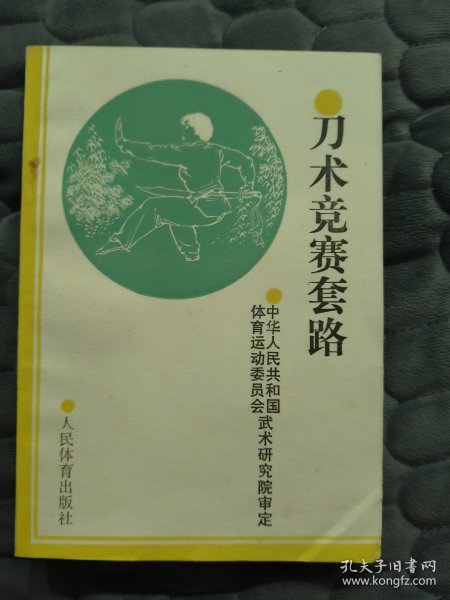 刀术竞赛套路
中华人民共和国
体育运动委员会
武术研究院审定
人民体育出版社
孔夫子旧书网
www.kongfz.com